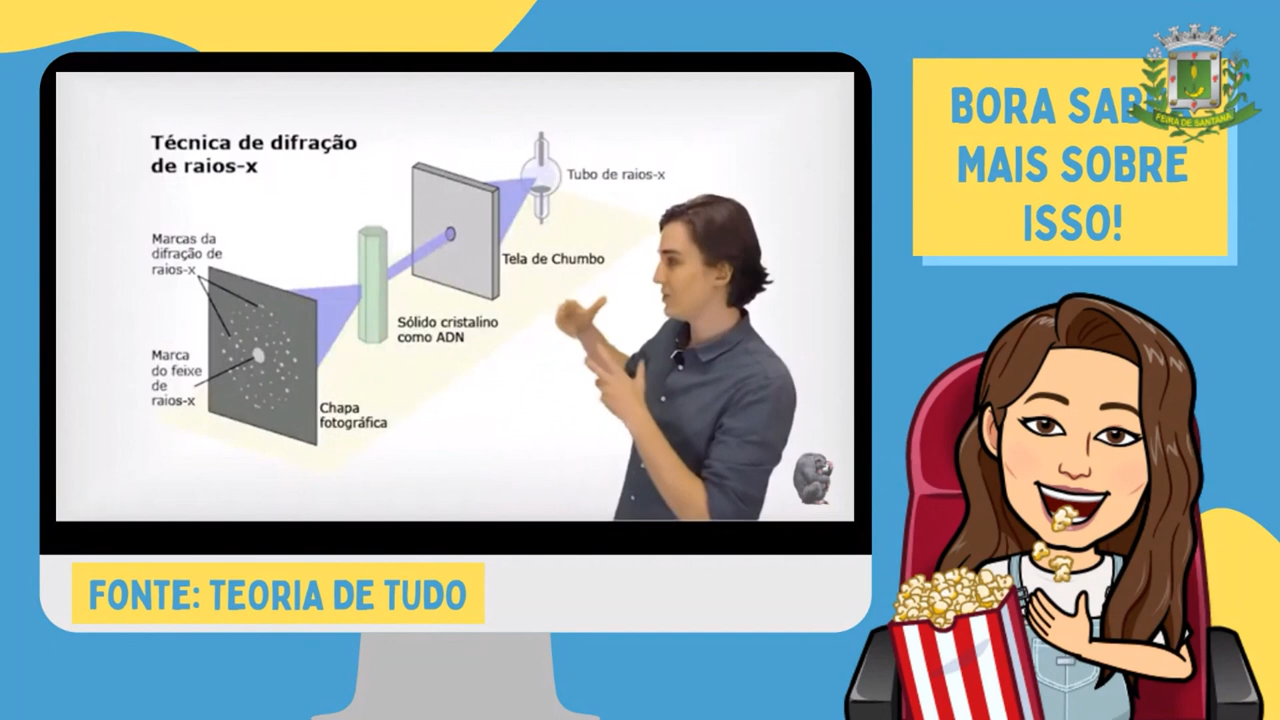 Técnica de difração
de raios-x
Tubo de raios-x
Marcas da
difração de
raios-x
Tela de Chumbo
Sólido cristalino
como ADN
Marca
do feixe
de
raios-x
Chapa
fotográfica
FONTE: TEORIA DE TUDO
BORA
MAIS SOBRE
ISSO!
FEIRA DE SANTANA